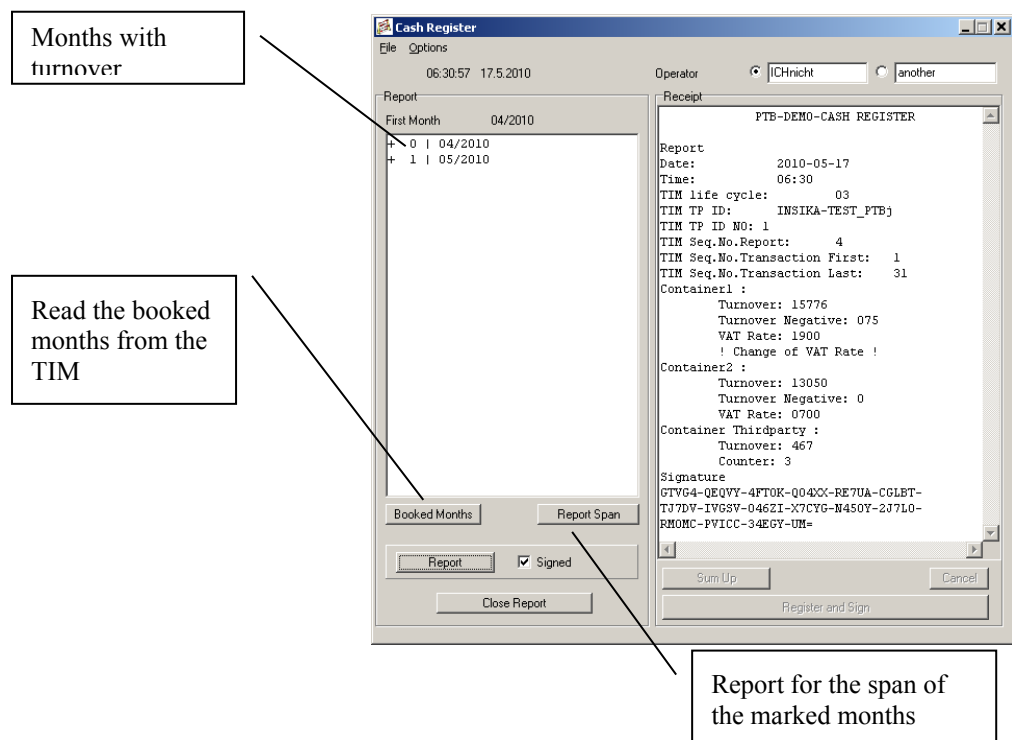 Months with
turnover
Read the booked
months from the
TIM
Cash Register
File Options
06:30:57 17.5.2010
Operator ICHnicht another
Report
First Month 04/2010
+ 0 | 04/2010
+ 1 | 05/2010
Booked Months Report Span
Report Signed
Close Report
Receipt
PTB-DEMO-CASH REGISTER
Report
Date: 2010-05-17
Time: 06:30
TIM life cycle: 03
TIM TP ID: INSIKA-TEST_PTBj
TIM TP ID NO: 1
TIM Seq.No.Report: 4
TIM Seq.No.Transaction First: 1
TIM Seq.No.Transaction Last: 31
Container1 :
Turnover: 15776
Turnover Negative: 075
VAT Rate: 1900
! Change of VAT Rate !
Container2 :
Turnover: 13050
Turnover Negative: 0
VAT Rate: 0700
Container Thirdparty :
Turnover: 467
Counter: 3
Signature
GTVG4-QEQVY-4FTOK-Q04XX-RE7UA-CGLBT-
TJ7DV-IVGSV-046ZI-X7CYG-N45OY-2J7LO-
RMOMC-PVICC-34EGY-UM=
Sum Up Cancel
Register and Sign
Report for the span of
the marked months